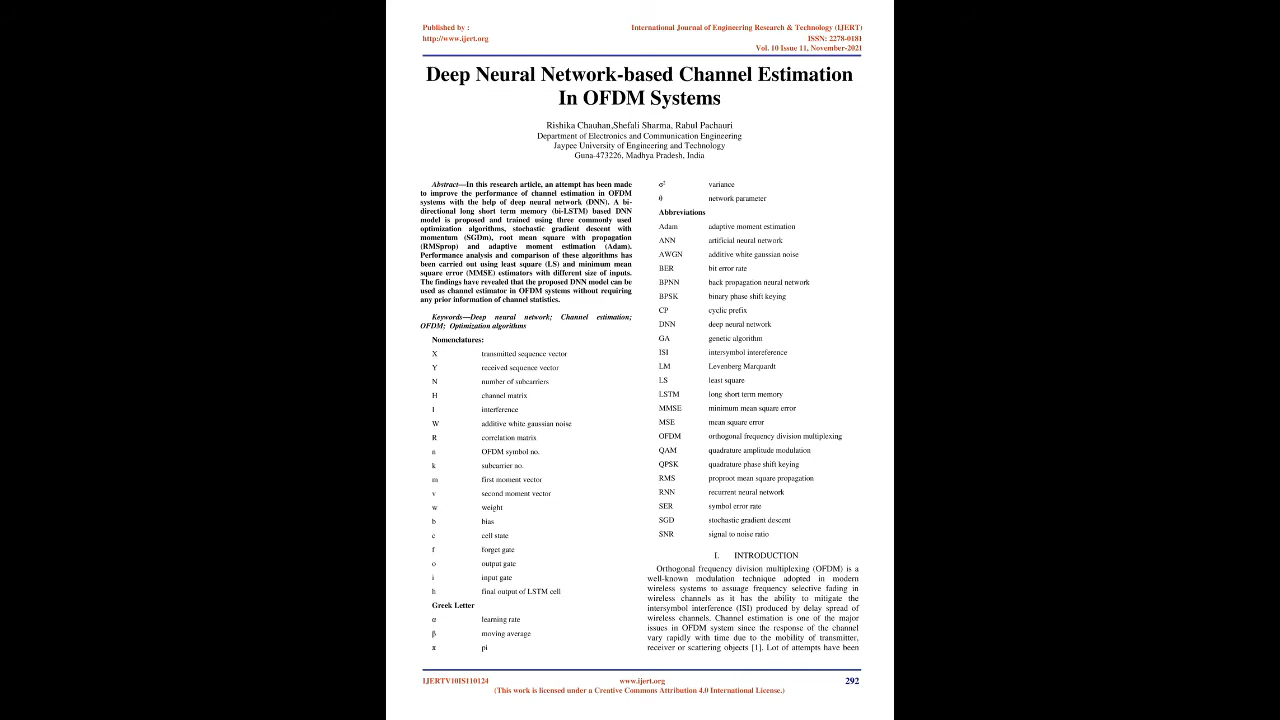 Published by :
http://www.ijert.org
International Journal of Engineering Research & Technology (IJERT)
ISSN: 2278-0181
Vol. 10 Issue 11, November-2021
Deep Neural Network-based Channel Estimation
In OFDM Systems
Rishika Chauhan,Shefali Sharma, Rahul Pachauri
Department of Electronics and Communication Engineering
Jaypee University of Engineering and Technology
Guna-473226, Madhya Pradesh, India
Abstract—In this research article, an attempt has been made
to improve the performance of channel estimation in OFDM
systems with the help of deep neural network (DNN). A bi-
directional long short term memory (bi-LSTM) based DNN
model is proposed and trained using three commonly used
optimization algorithms, stochastic gradient descent with
momentum (SGDm), root mean square with propagation
(RMSprop) and adaptive moment estimation (Adam).
Performance analysis and comparison of these algorithms has
been carried out using least square (LS) and minimum mean
square error (MMSE) estimators with different size of inputs.
The findings have revealed that the proposed DNN model can be
used as channel estimator in OFDM systems without requiring
any prior information of channel statistics.
Keywords—Deep neural network; Channel estimation;
OFDM; Optimization algorithms
Nomenclatures:
X transmitted sequence vector
Y received sequence vector
N number of subcarriers
H channel matrix
I interference
W additive white gaussian noise
R correlation matrix
n OFDM symbol no.
k subcarrier no.
m first moment vector
v second moment vector
w weight
b bias
c cell state
f forget gate
o output gate
i input gate
h final output of LSTM cell
Greek Letter
α learning rate
β moving average
π pi
σ² variance
θ network parameter
Abbreviations
Adam adaptive moment estimation
ANN artificial neural network
AWGN additive white gaussian noise
BER bit error rate
BPNN back propagation neural network
BPSK binary phase shift keying
CP cyclic prefix
DNN deep neural network
GA genetic algorithm
ISI intersymbol intereference
LM Levenberg Marquardt
LS least square
LSTM long short term memory
MMSE minimum mean square error
MSE mean square error
OFDM orthogonal frequency division multiplexing
QAM quadrature amplitude modulation
QPSK quadrature phase shift keying
RMS proproot mean square propagation
RNN recurrent neural network
SER symbol error rate
SGD stochastic gradient descent
SNR signal to noise ratio
I. INTRODUCTION
Orthogonal frequency division multiplexing (OFDM) is a
well-known modulation technique adopted in modern
wireless systems to assuage frequency selective fading in
wireless channels as it has the ability to mitigate the
intersymbol interference (ISI) produced by delay spread of
wireless channels. Channel estimation is one of the major
issues in OFDM system since the response of the channel
vary rapidly with time due to the mobility of transmitter,
receiver or scattering objects [1]. Lot of attempts have been
IJERTV10IS110124
www.ijert.org
292
(This work is licensed under a Creative Commons Attribution 4.0 International License.)